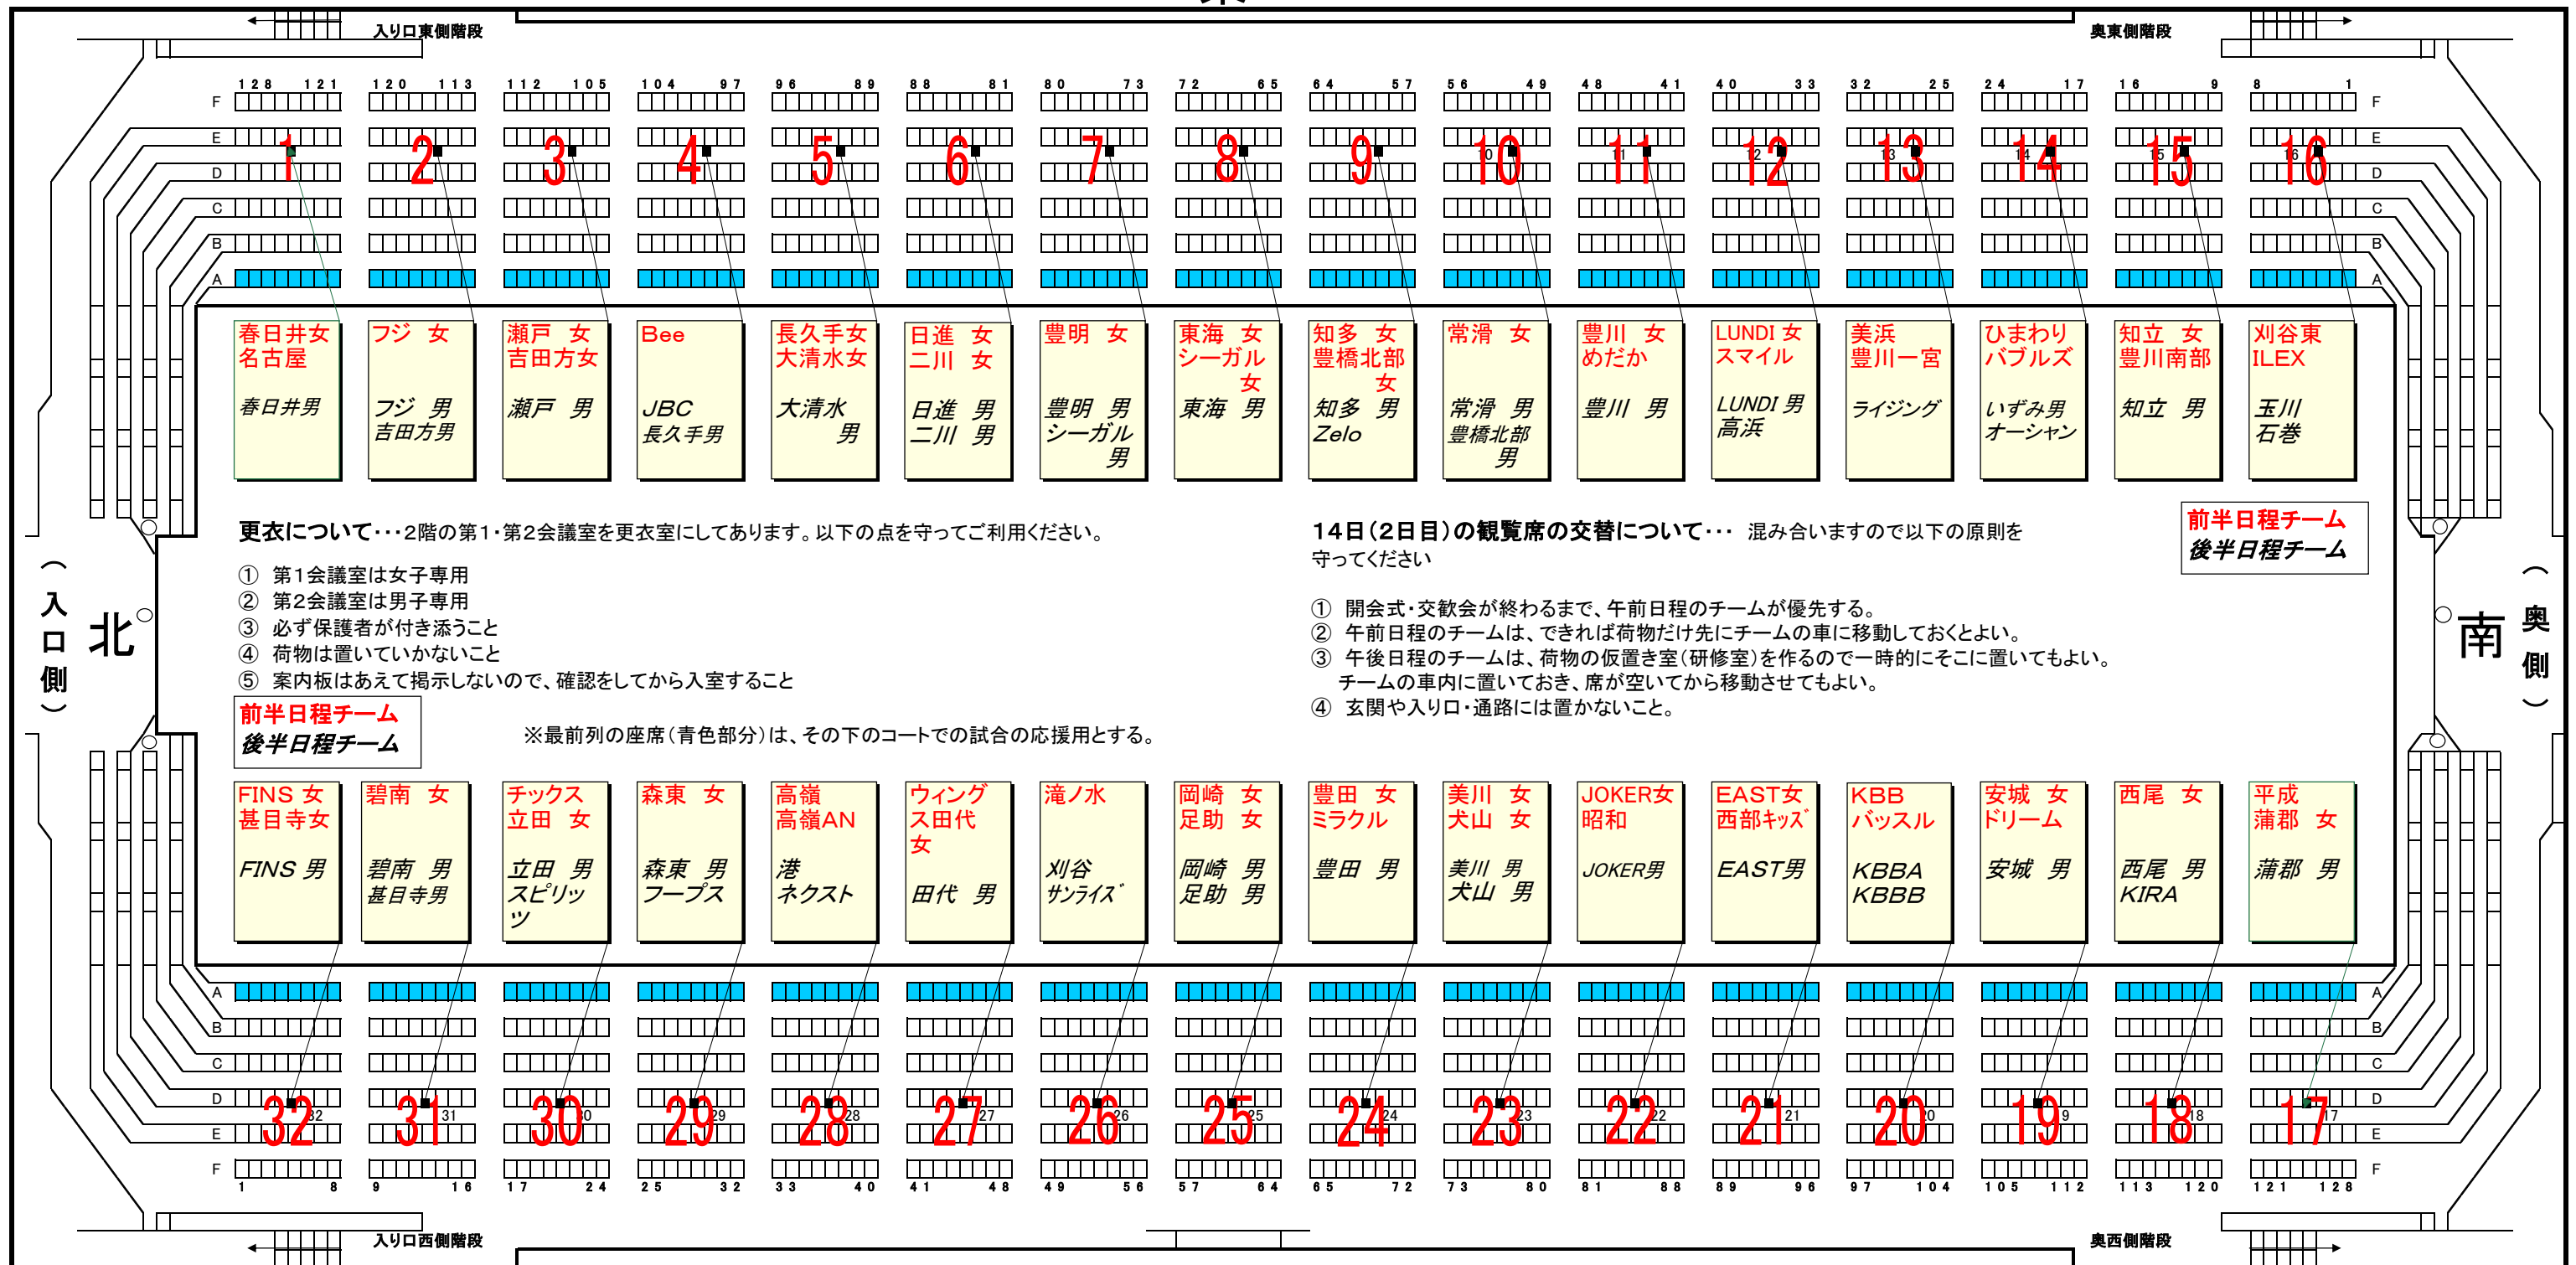 入り口東側階段
奥東側階段
128 121 120 113 112 105 104 97 96 89 88 81 80 73 72 65 64 57 56 49 48 41 40 33 32 25 24 17 16 9 8 1
F F
E E
1 2 3 4 5 6 7 8 9 10 11 12 13 14 15 16
10 11 12 13 14 15 16
D D
C C
B B
A A
春日井女
名古屋
春日井男
フジ 女
フジ 男
吉田方男
瀬戸 女
吉田方女
瀬戸 男
Bee
JBC
長久手男
長久手女
大清水女
大清水
男
日進 女
二川 女
日進 男
二川 男
豊明 女
豊明 男
シーガル
男
東海 女
シーガル
女
東海 男
知多 女
豊橋北部
女
知多 男
Zelo
常滑 女
常滑 男
豊橋北部
男
豊川 女
めだか
豊川 男
LUNDI 女
スマイル
LUNDI 男
高浜
美浜
豊川一宮
ライジング
ひまわり
バブルズ
いずみ男
オーシャン
知立 女
豊川南部
知立 男
刈谷東
ILEX
玉川
石巻
更衣について･･･2階の第1･第2会議室を更衣室にしてあります。以下の点を守ってご利用ください。
① 第1会議室は女子専用
② 第2会議室は男子専用
③ 必ず保護者が付き添うこと
④ 荷物は置いていかないこと
⑤ 案内板はあえて掲示しないので、確認をしてから入室すること
14日(2日目)の観覧席の交替について･･･ 混み合いますので以下の原則を
守ってください
① 開会式･交歓会が終わるまで、午前日程のチームが優先する。
② 午前日程のチームは、できれば荷物だけ先にチームの車に移動しておくとよい。
③ 午後日程のチームは、荷物の仮置き室(研修室)を作るので一時的にそこに置いてもよい。
チームの車内に置いておき、席が空いてから移動させてもよい。
④ 玄関や入り口･通路には置かないこと。
前半日程チーム
後半日程チーム
(入口側)
北
南
(奥側)
前半日程チーム
後半日程チーム
※最前列の座席(青色部分)は、その下のコートでの試合の応援用とする。
FINS 女
甚目寺女
FINS 男
碧南 女
碧南 男
甚目寺男
チックス
立田 女
立田 男
スピリッ
ツ
森東 女
森東 男
フープス
高嶺
高嶺AN
港
ネクスト
ウィング
ス田代
女
田代 男
滝ノ水
刈谷
サンライズ
岡崎 女
足助 女
岡崎 男
足助 男
豊田 女
ミラクル
豊田 男
美川 女
犬山 女
美川 男
犬山 男
JOKER女
昭和
JOKER男
EAST女
西部キッズ
EAST男
KBB
バッスル
KBBA
KBBB
安城 女
ドリーム
安城 男
西尾 女
西尾 男
KIRA
平成
蒲郡 女
蒲郡 男
A A
B B
C C
D D
32 31 30 29 28 27 26 25 24 23 22 21 20 19 18 17
32 31 30 29 28 27 26 25 24 23 22 21 20 9 18 17
E E
F F
1 8 9 16 17 24 25 32 33 40 41 48 49 56 57 64 65 72 73 80 81 88 89 96 97 104 105 112 113 120 121 128
入り口西側階段
奥西側階段